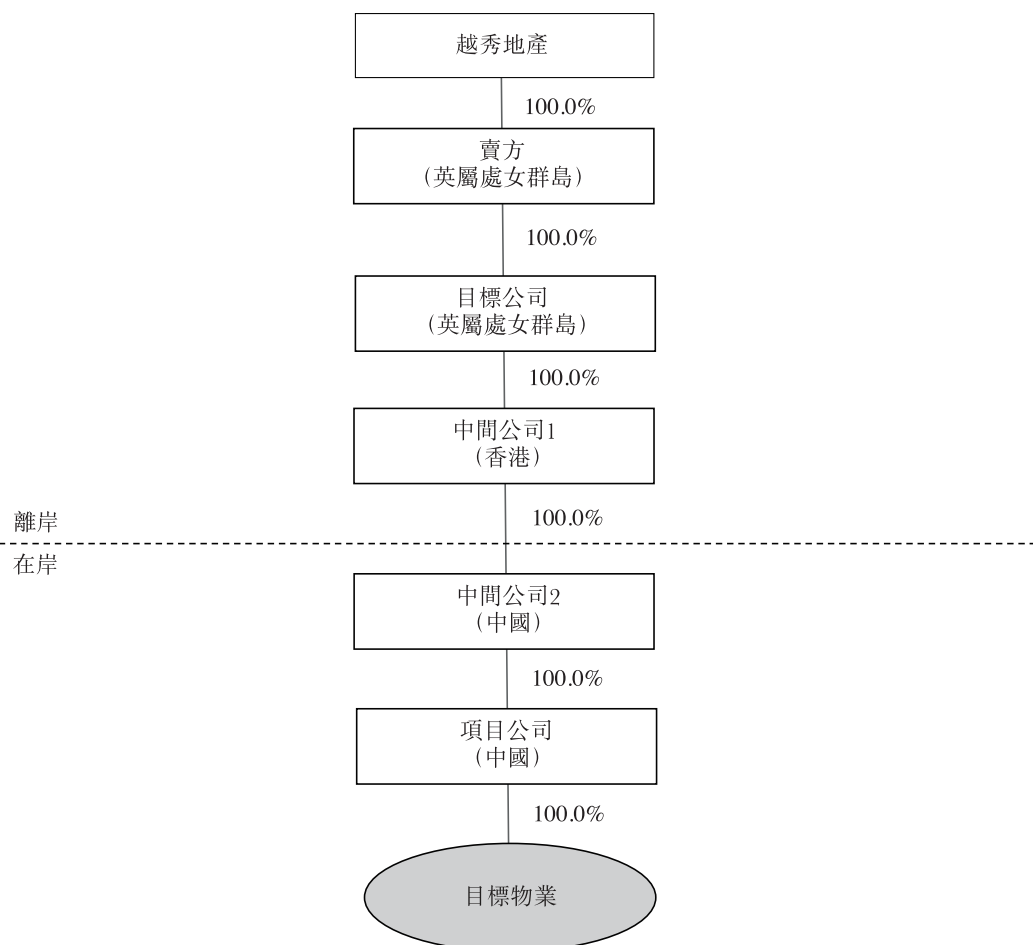 越秀地產
100.0%
賣方
(英屬處女群島)
100.0%
目標公司
(英屬處女群島)
100.0%
中間公司1
(香港)
100.0%
離岸
在岸
中間公司2
(中國)
100.0%
項目公司
(中國)
100.0%
目標物業